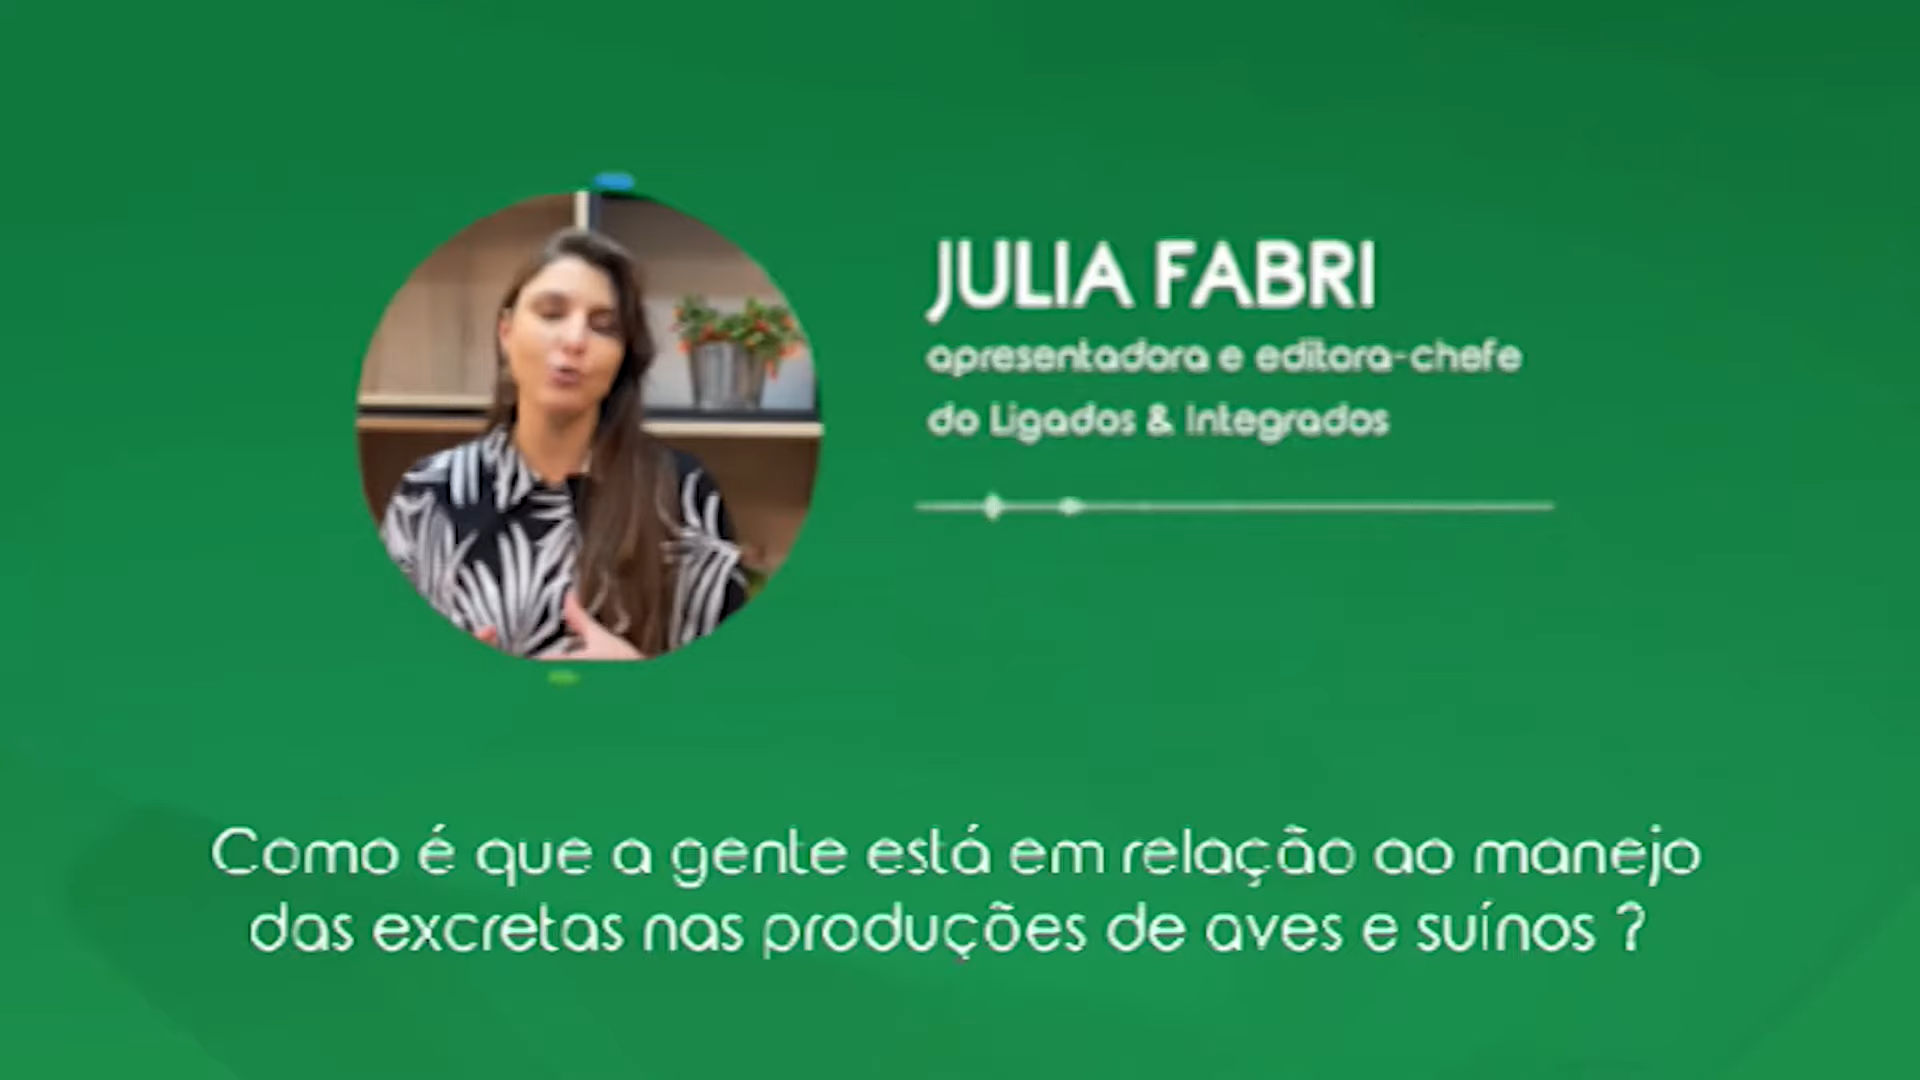 JULIA FABRI
apresentadora e editora-chefe
do Ligados & Integrados
Como é que a gente está em relação ao manejo
das excretas nas produções de aves e suínos ?